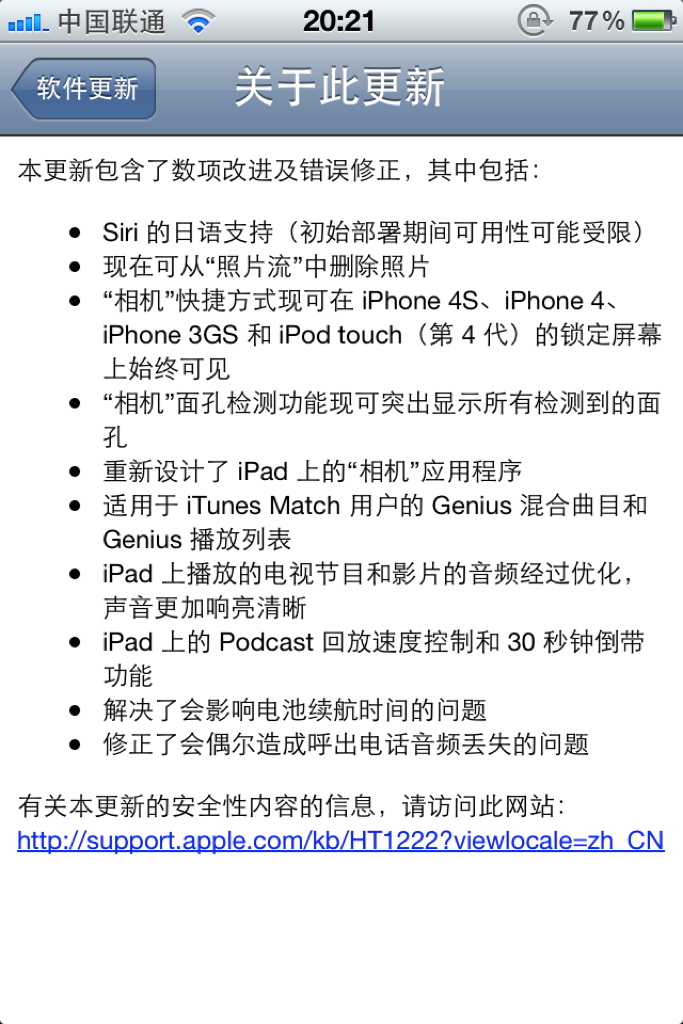 中国联通 20:21 77%
软件更新 关于此更新
本更新包含了数项改进及错误修正，其中包括：
• Siri 的日语支持（初始部署期间可用性可能受限）
• 现在可从“照片流”中删除照片
• “相机”快捷方式现可在 iPhone 4S、iPhone 4、
iPhone 3GS 和 iPod touch（第 4 代）的锁定屏幕
上始终可见
• “相机”面孔检测功能现可突出显示所有检测到的面
孔
• 重新设计了 iPad 上的“相机”应用程序
• 适用于 iTunes Match 用户的 Genius 混合曲目和
Genius 播放列表
• iPad 上播放的电视节目和影片的音频经过优化，
声音更加响亮清晰
• iPad 上的 Podcast 回放速度控制和 30 秒钟倒带
功能
• 解决了会影响电池续航时间的问题
• 修正了会偶尔造成呼出电话音频丢失的问题
有关本更新的安全性内容的信息，请访问此网站：
http://support.apple.com/kb/HT1222?viewlocale=zh_CN